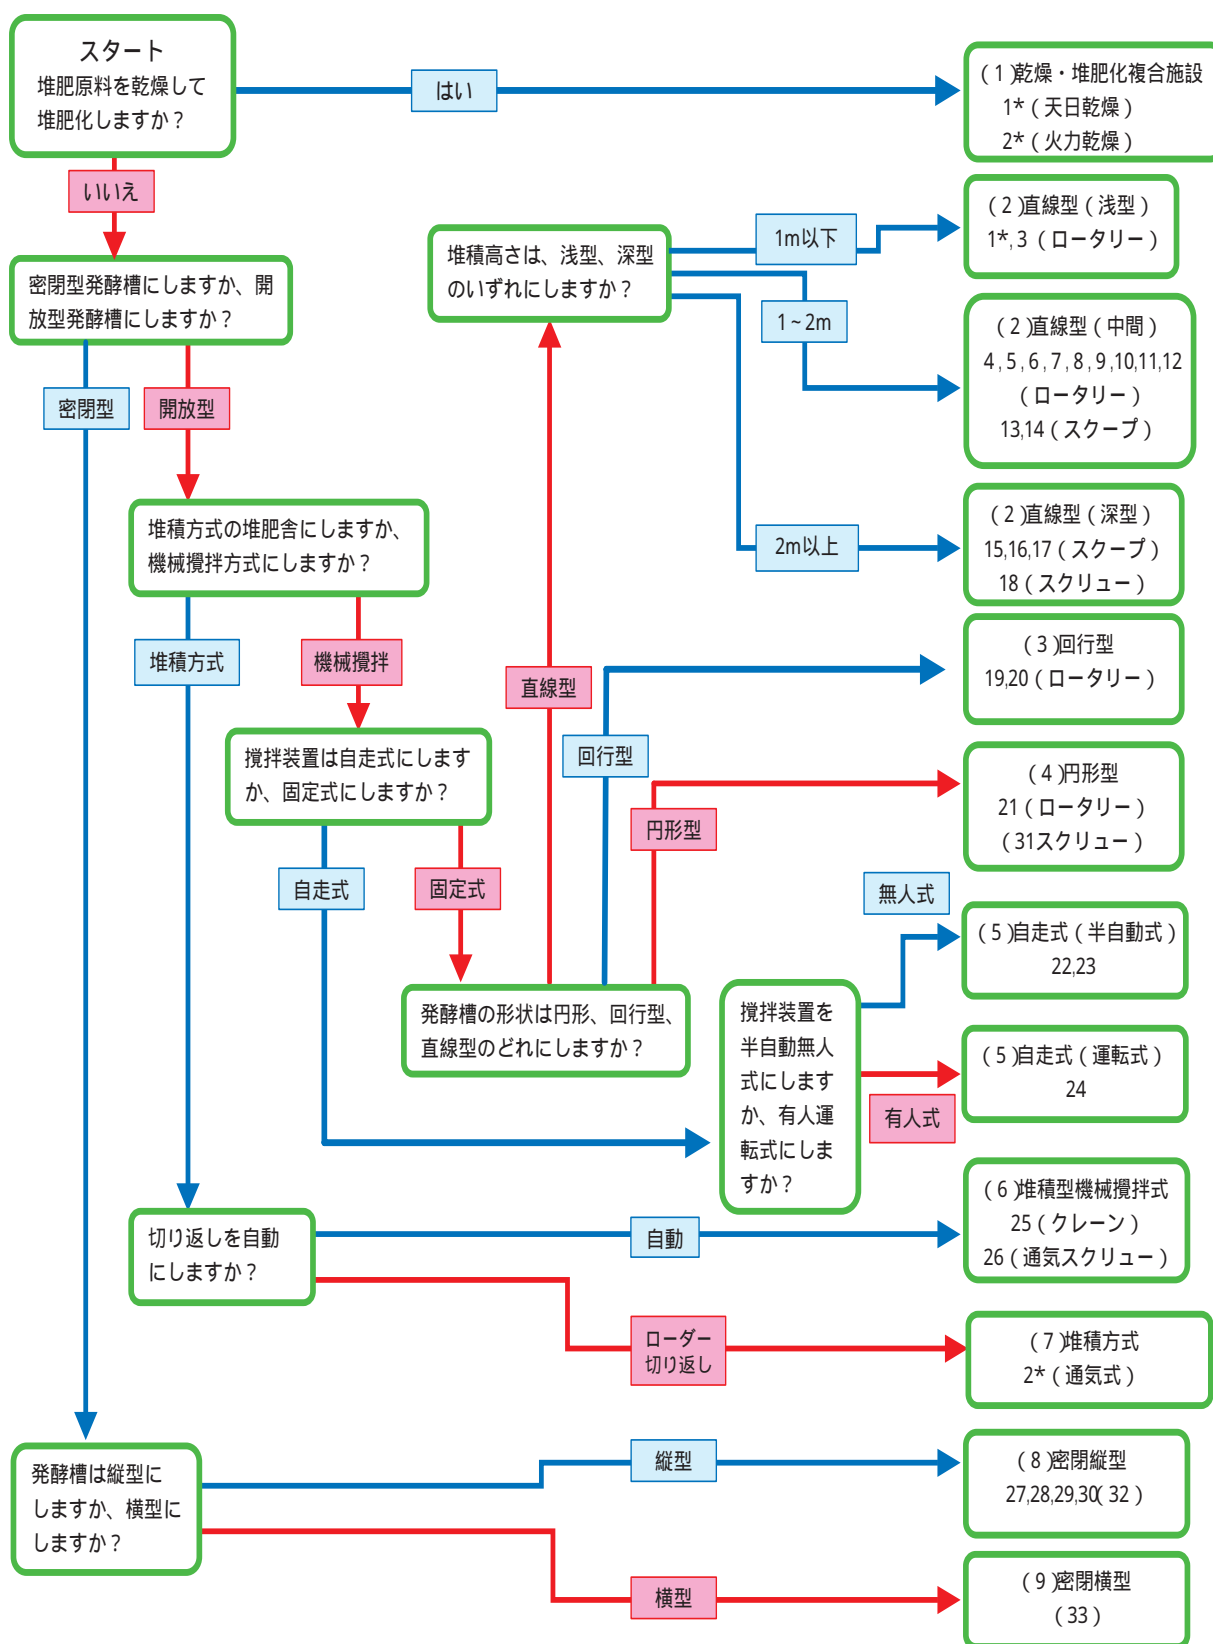 スタート
堆肥原料を乾燥して
堆肥化しますか？
はい
(1)乾燥・堆肥化複合施設
1*(天日乾燥)
2*(火力乾燥)
いいえ
密閉型発酵槽にしますか、開
放型発酵槽にしますか？
堆積高さは、浅型、深型
のいずれにしますか？
1m以下
(2)直線型(浅型)
1*,3(ロータリー)
1~2m
(2)直線型(中間)
4,5,6,7,8,9,10,11,12
(ロータリー)
13,14(スクープ)
密閉型
開放型
堆積方式の堆肥舎にしますか、
機械攪拌方式にしますか？
2m以上
(2)直線型(深型)
15,16,17(スクープ)
18(スクリュー)
堆積方式
機械攪拌
直線型
回行型
(3)回行型
19,20(ロータリー)
攪拌装置は自走式にします
か、固定式にしますか？
円形型
(4)円形型
21(ロータリー)
(31スクリュー)
自走式
固定式
無人式
(5)自走式(半自動式)
22,23
発酵槽の形状は円形、回行型、
直線型のどれにしますか？
攪拌装置を
半自動無人
式にします
か、有人運
転式にしま
すか？
有人式
(5)自走式(運転式)
24
切り返しを自動
にしますか？
自動
(6)堆積型機械攪拌式
25(クレーン)
26(通気スクリュー)
ローダー
切り返し
(7)堆積方式
2*(通気式)
発酵槽は縦型に
しますか、横型に
しますか？
縦型
(8)密閉縦型
27,28,29,30(32)
横型
(9)密閉横型
(33)